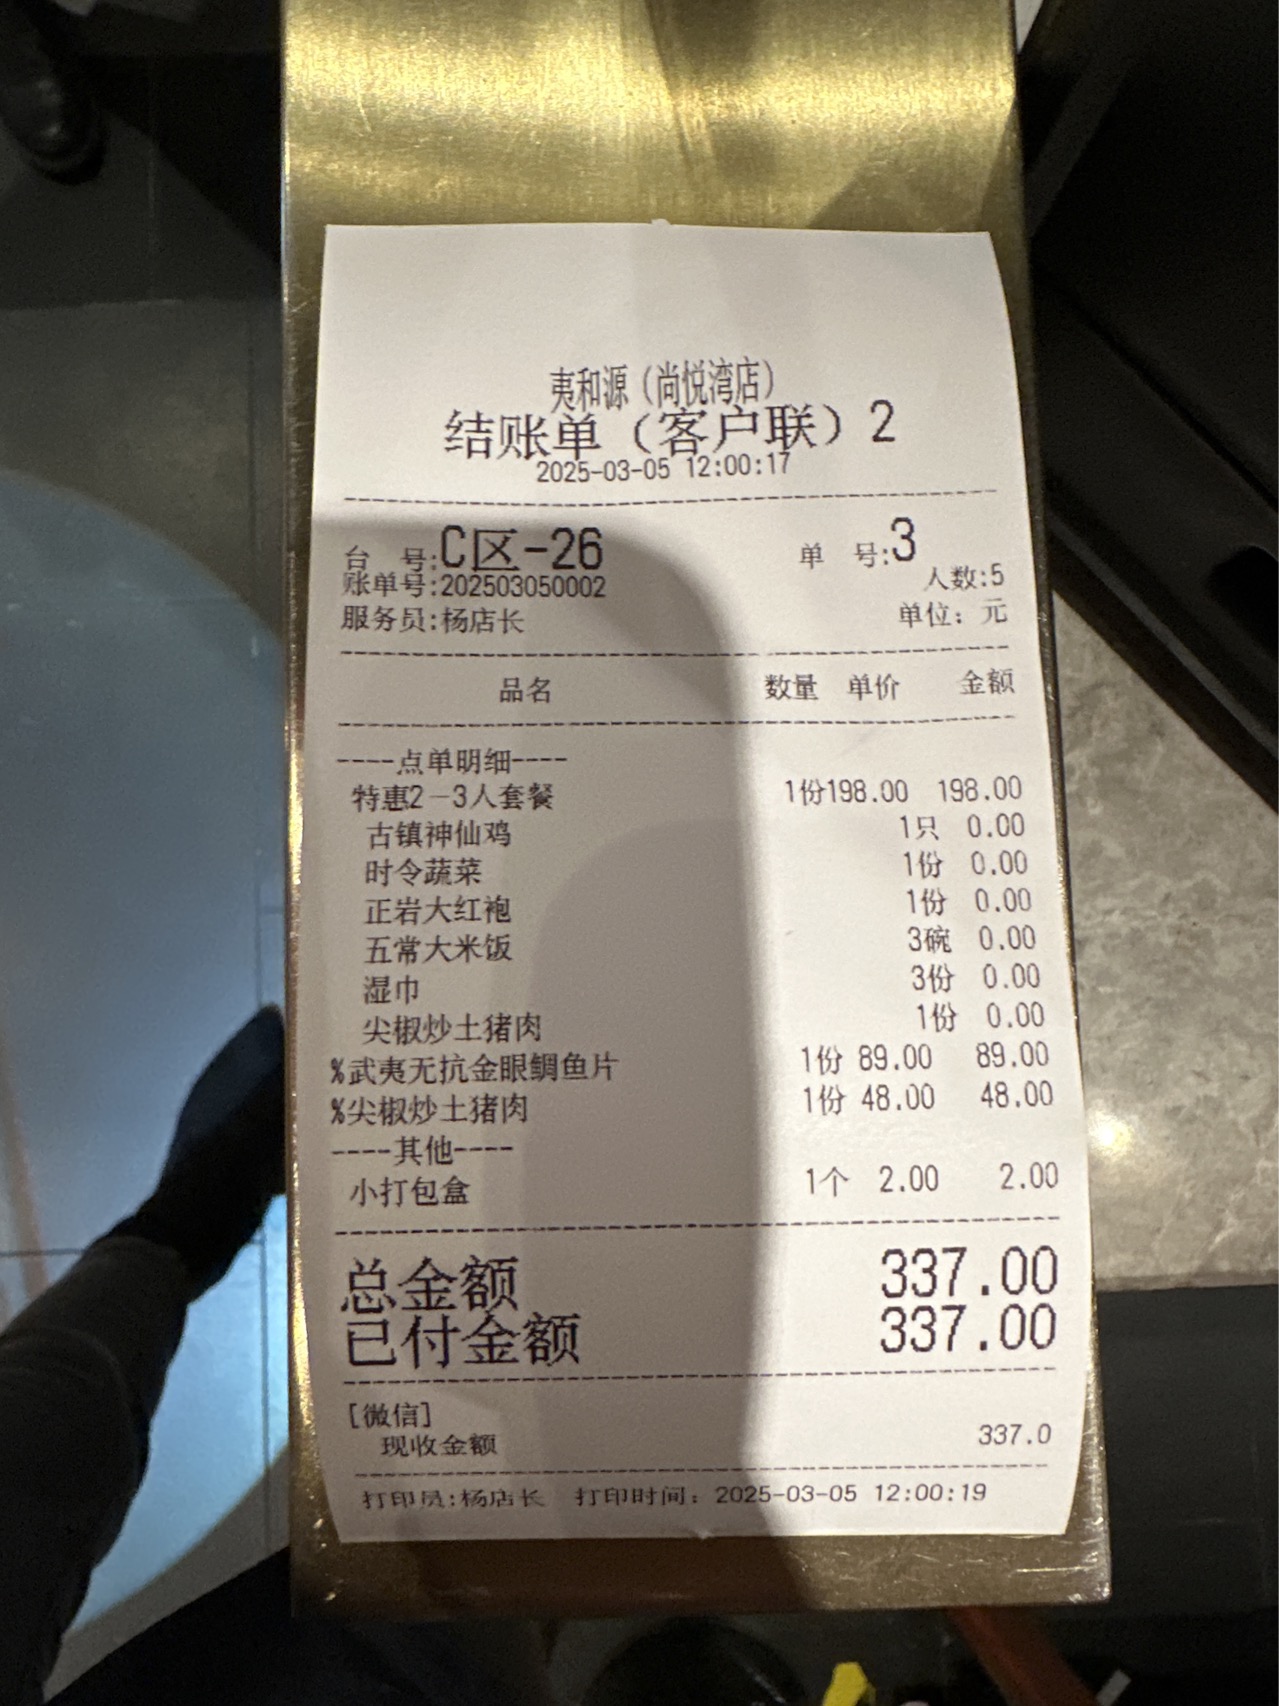 夷和源（尚悦湾店）
结账单（客户联）2
2025-03-05 12:00:17
台 号:C区-26 单 号:3
账单号:202503050002 人数:5
服务员:杨店长 单位：元
品名 数量 单价 金额
----点单明细----
特惠2－3人套餐 1份198.00 198.00
古镇神仙鸡 1只 0.00
时令蔬菜 1份 0.00
正岩大红袍 1份 0.00
五常大米饭 3碗 0.00
湿巾 3份 0.00
尖椒炒土猪肉 1份 0.00
%武夷无抗金眼鲷鱼片 1份 89.00 89.00
%尖椒炒土猪肉 1份 48.00 48.00
----其他----
小打包盒 1个 2.00 2.00
总金额 337.00
已付金额 337.00
[微信]
现收金额 337.0
打印员:杨店长 打印时间：2025-03-05 12:00:19